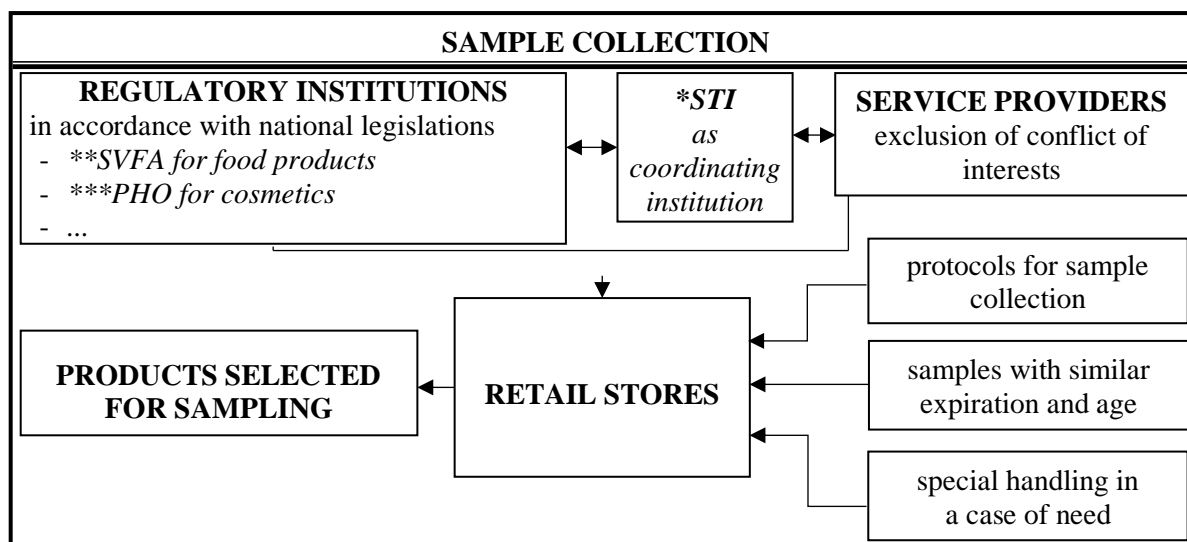 SAMPLE COLLECTION
REGULATORY INSTITUTIONS
in accordance with national legislations
- **SVFA for food products
- ***PHO for cosmetics
- ...
*STI
as
coordinating
institution
SERVICE PROVIDERS
exclusion of conflict of
interests
protocols for sample
collection
PRODUCTS SELECTED
FOR SAMPLING
RETAIL STORES
samples with similar
expiration and age
special handling in
a case of need